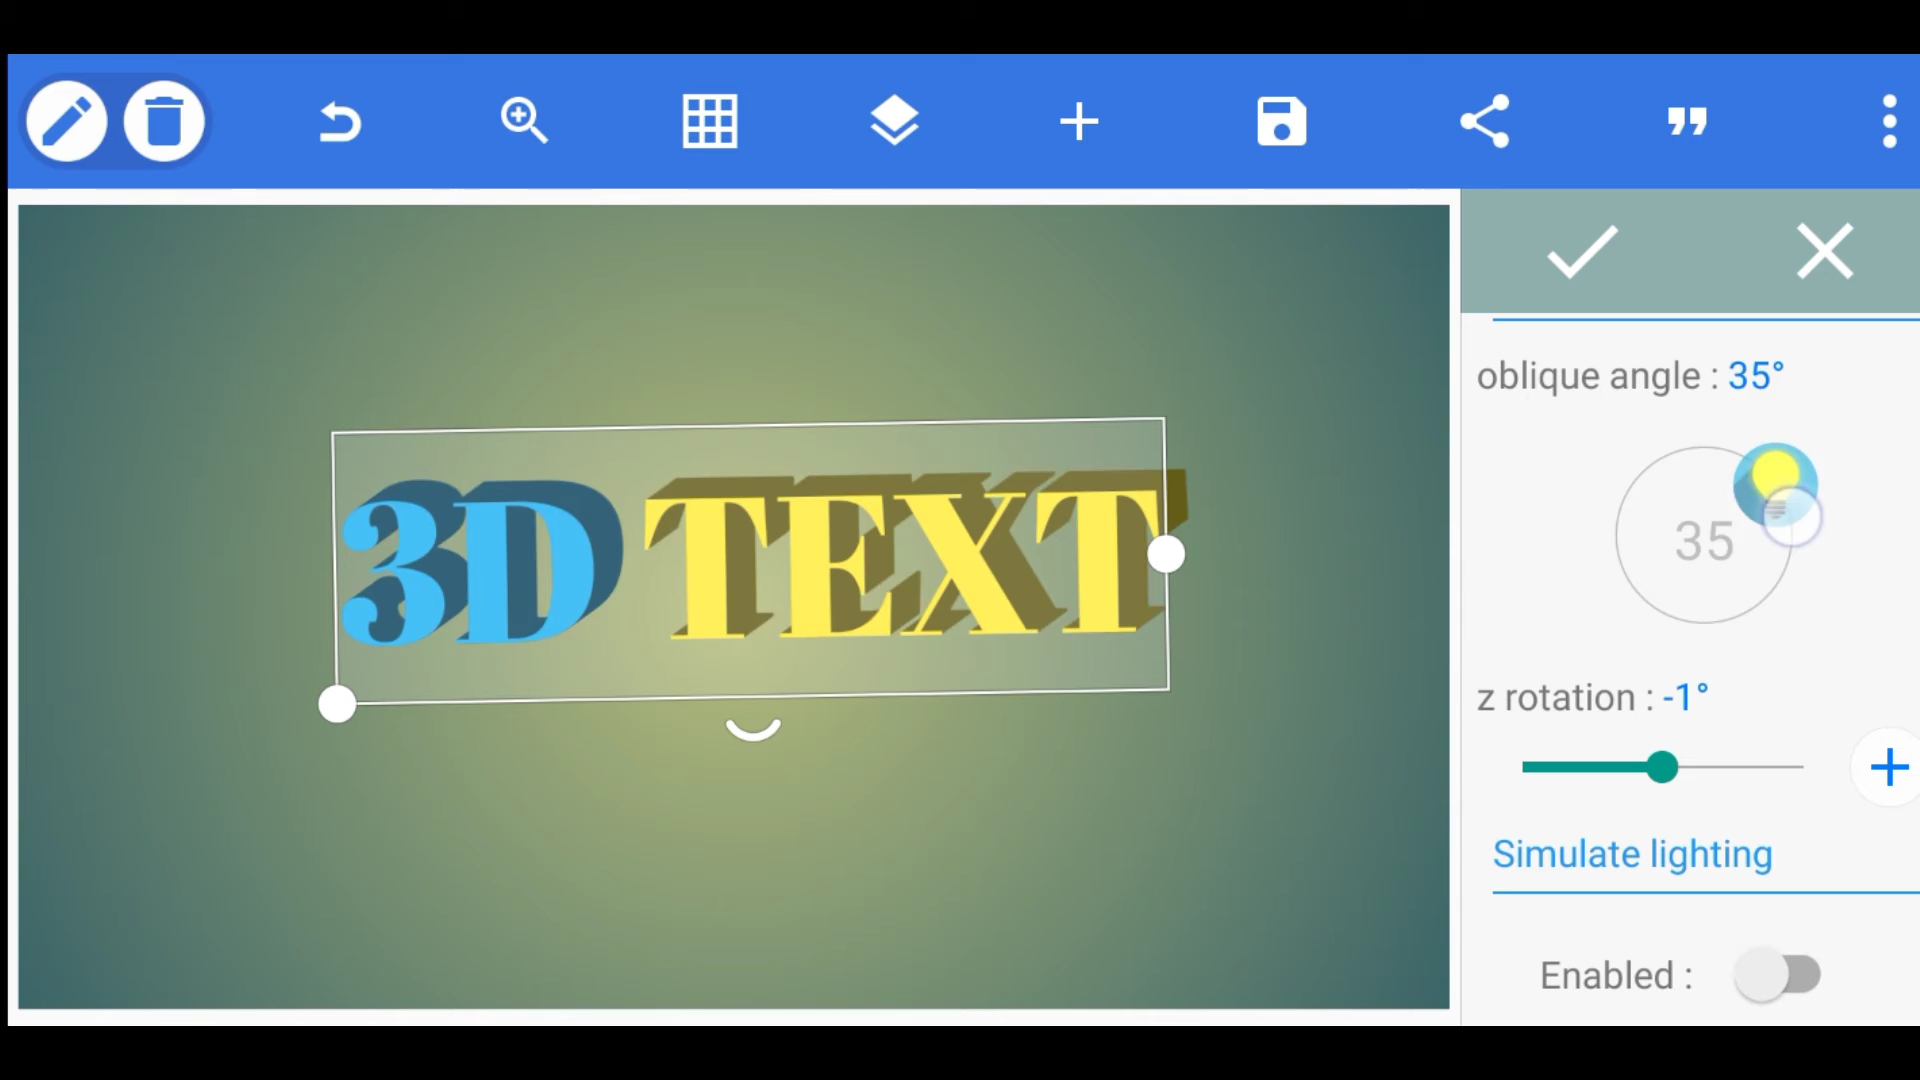 3D TEXT
oblique angle : 35°
35
z rotation : -1°
Simulate lighting
Enabled :